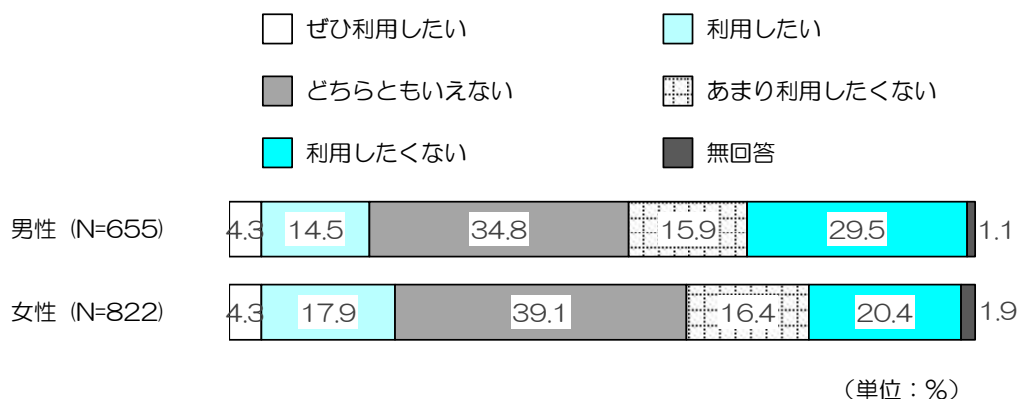 ぜひ利用したい 利用したい
どちらともいえない あまり利用したくない
利用したくない 無回答
男性 (N=655) 4.3 14.5 34.8 15.9 29.5 1.1
女性 (N=822) 4.3 17.9 39.1 16.4 20.4 1.9
（単位：%）